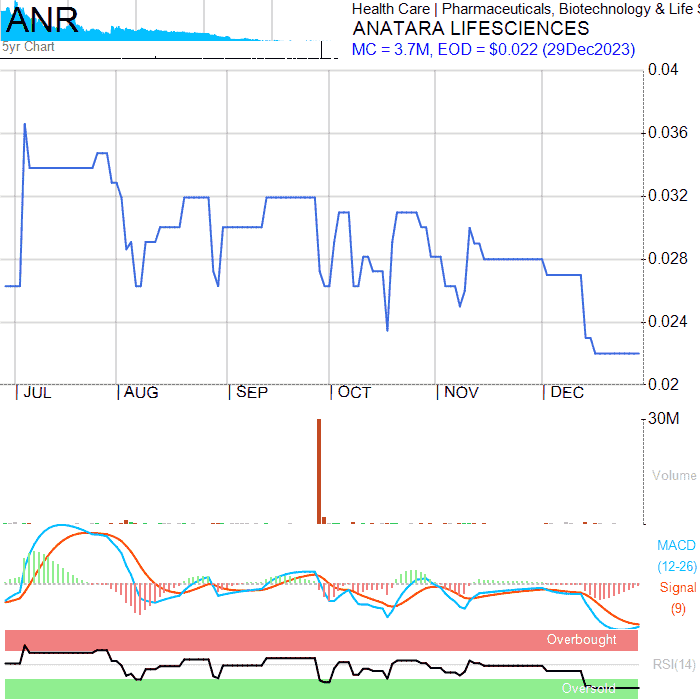 ANR
5yr Chart
Health Care | Pharmaceuticals, Biotechnology & Life S
ANATARA LIFESCIENCES
MC = 3.7M, EOD = $0.022 (29Dec2023)
0.04
0.036
0.032
0.028
0.024
0.02
JUL AUG SEP OCT NOV DEC
30M
Volume
MACD
(12-26)
Signal
(9)
Overbought
RSI(14)
Oversold